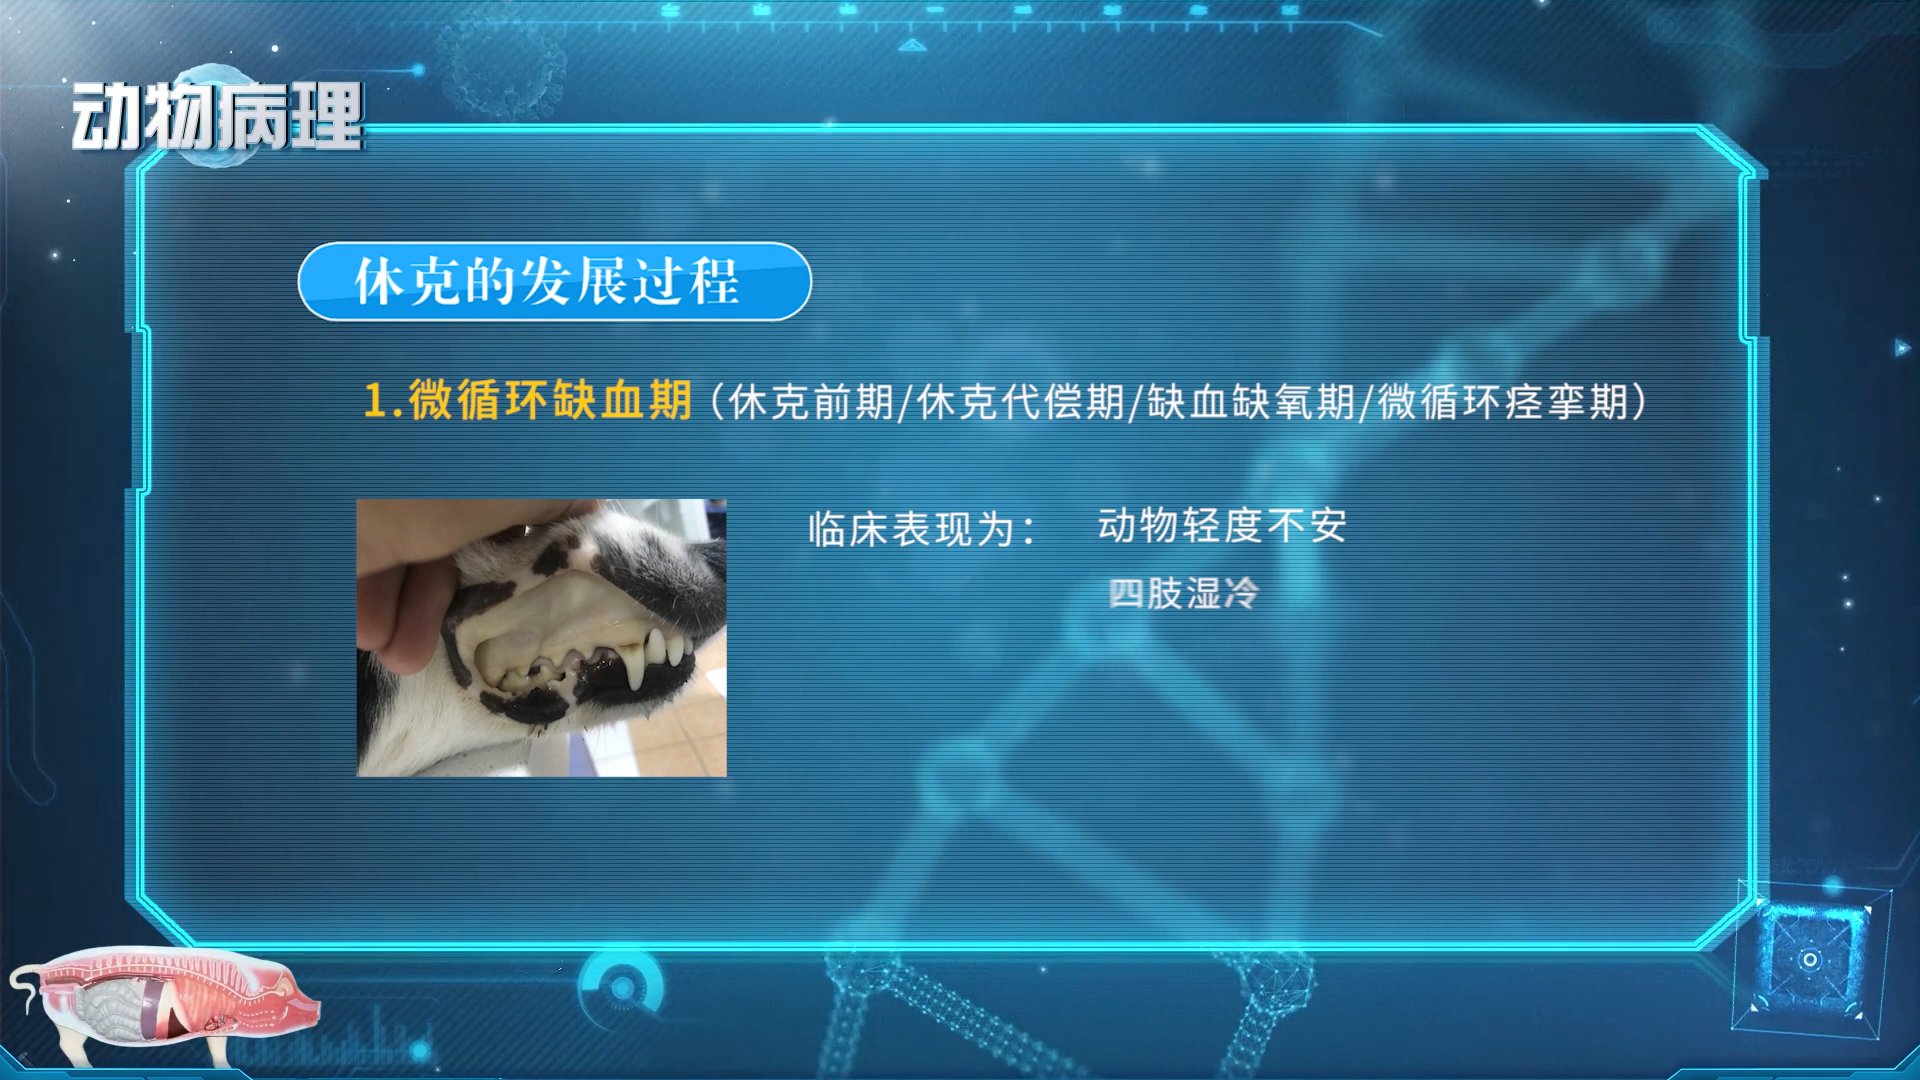 动物病理
休克的发展过程
1.微循环缺血期（休克前期/休克代偿期/缺血缺氧期/微循环痉挛期）
临床表现为： 动物轻度不安
四肢湿冷